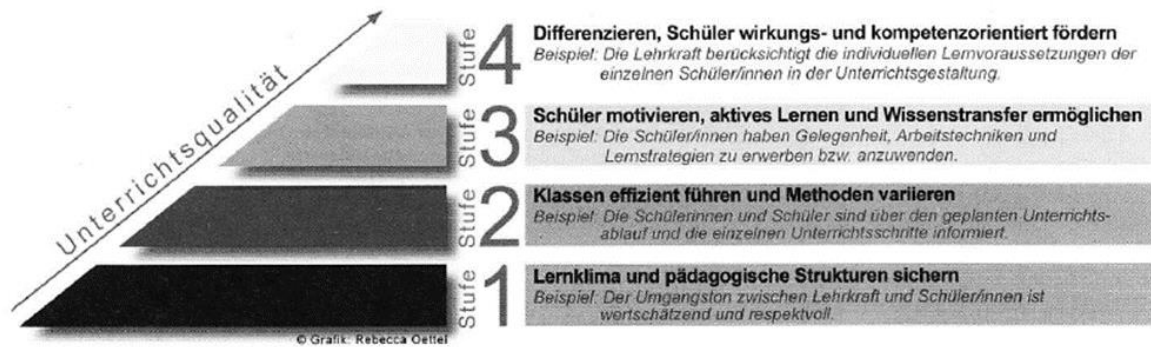 Unterrichtsqualität
Stufe 4
Differenzieren, Schüler wirkungs- und kompetenzorientiert fördern
Beispiel: Die Lehrkraft berücksichtigt die individuellen Lernvoraussetzungen der
einzelnen Schüler/innen in der Unterrichtsgestaltung.
Stufe 3
Schüler motivieren, aktives Lernen und Wissenstransfer ermöglichen
Beispiel: Die Schüler/innen haben Gelegenheit, Arbeitstechniken und
Lernstrategien zu erwerben bzw. anzuwenden.
Stufe 2
Klassen effizient führen und Methoden variieren
Beispiel: Die Schülerinnen und Schüler sind über den geplanten Unterrichts-
ablauf und die einzelnen Unterrichtsschritte informiert.
Stufe 1
Lernklima und pädagogische Strukturen sichern
Beispiel: Der Umgangston zwischen Lehrkraft und Schüler/innen ist
wertschätzend und respektvoll.
© Grafik: Rebecca Oettel